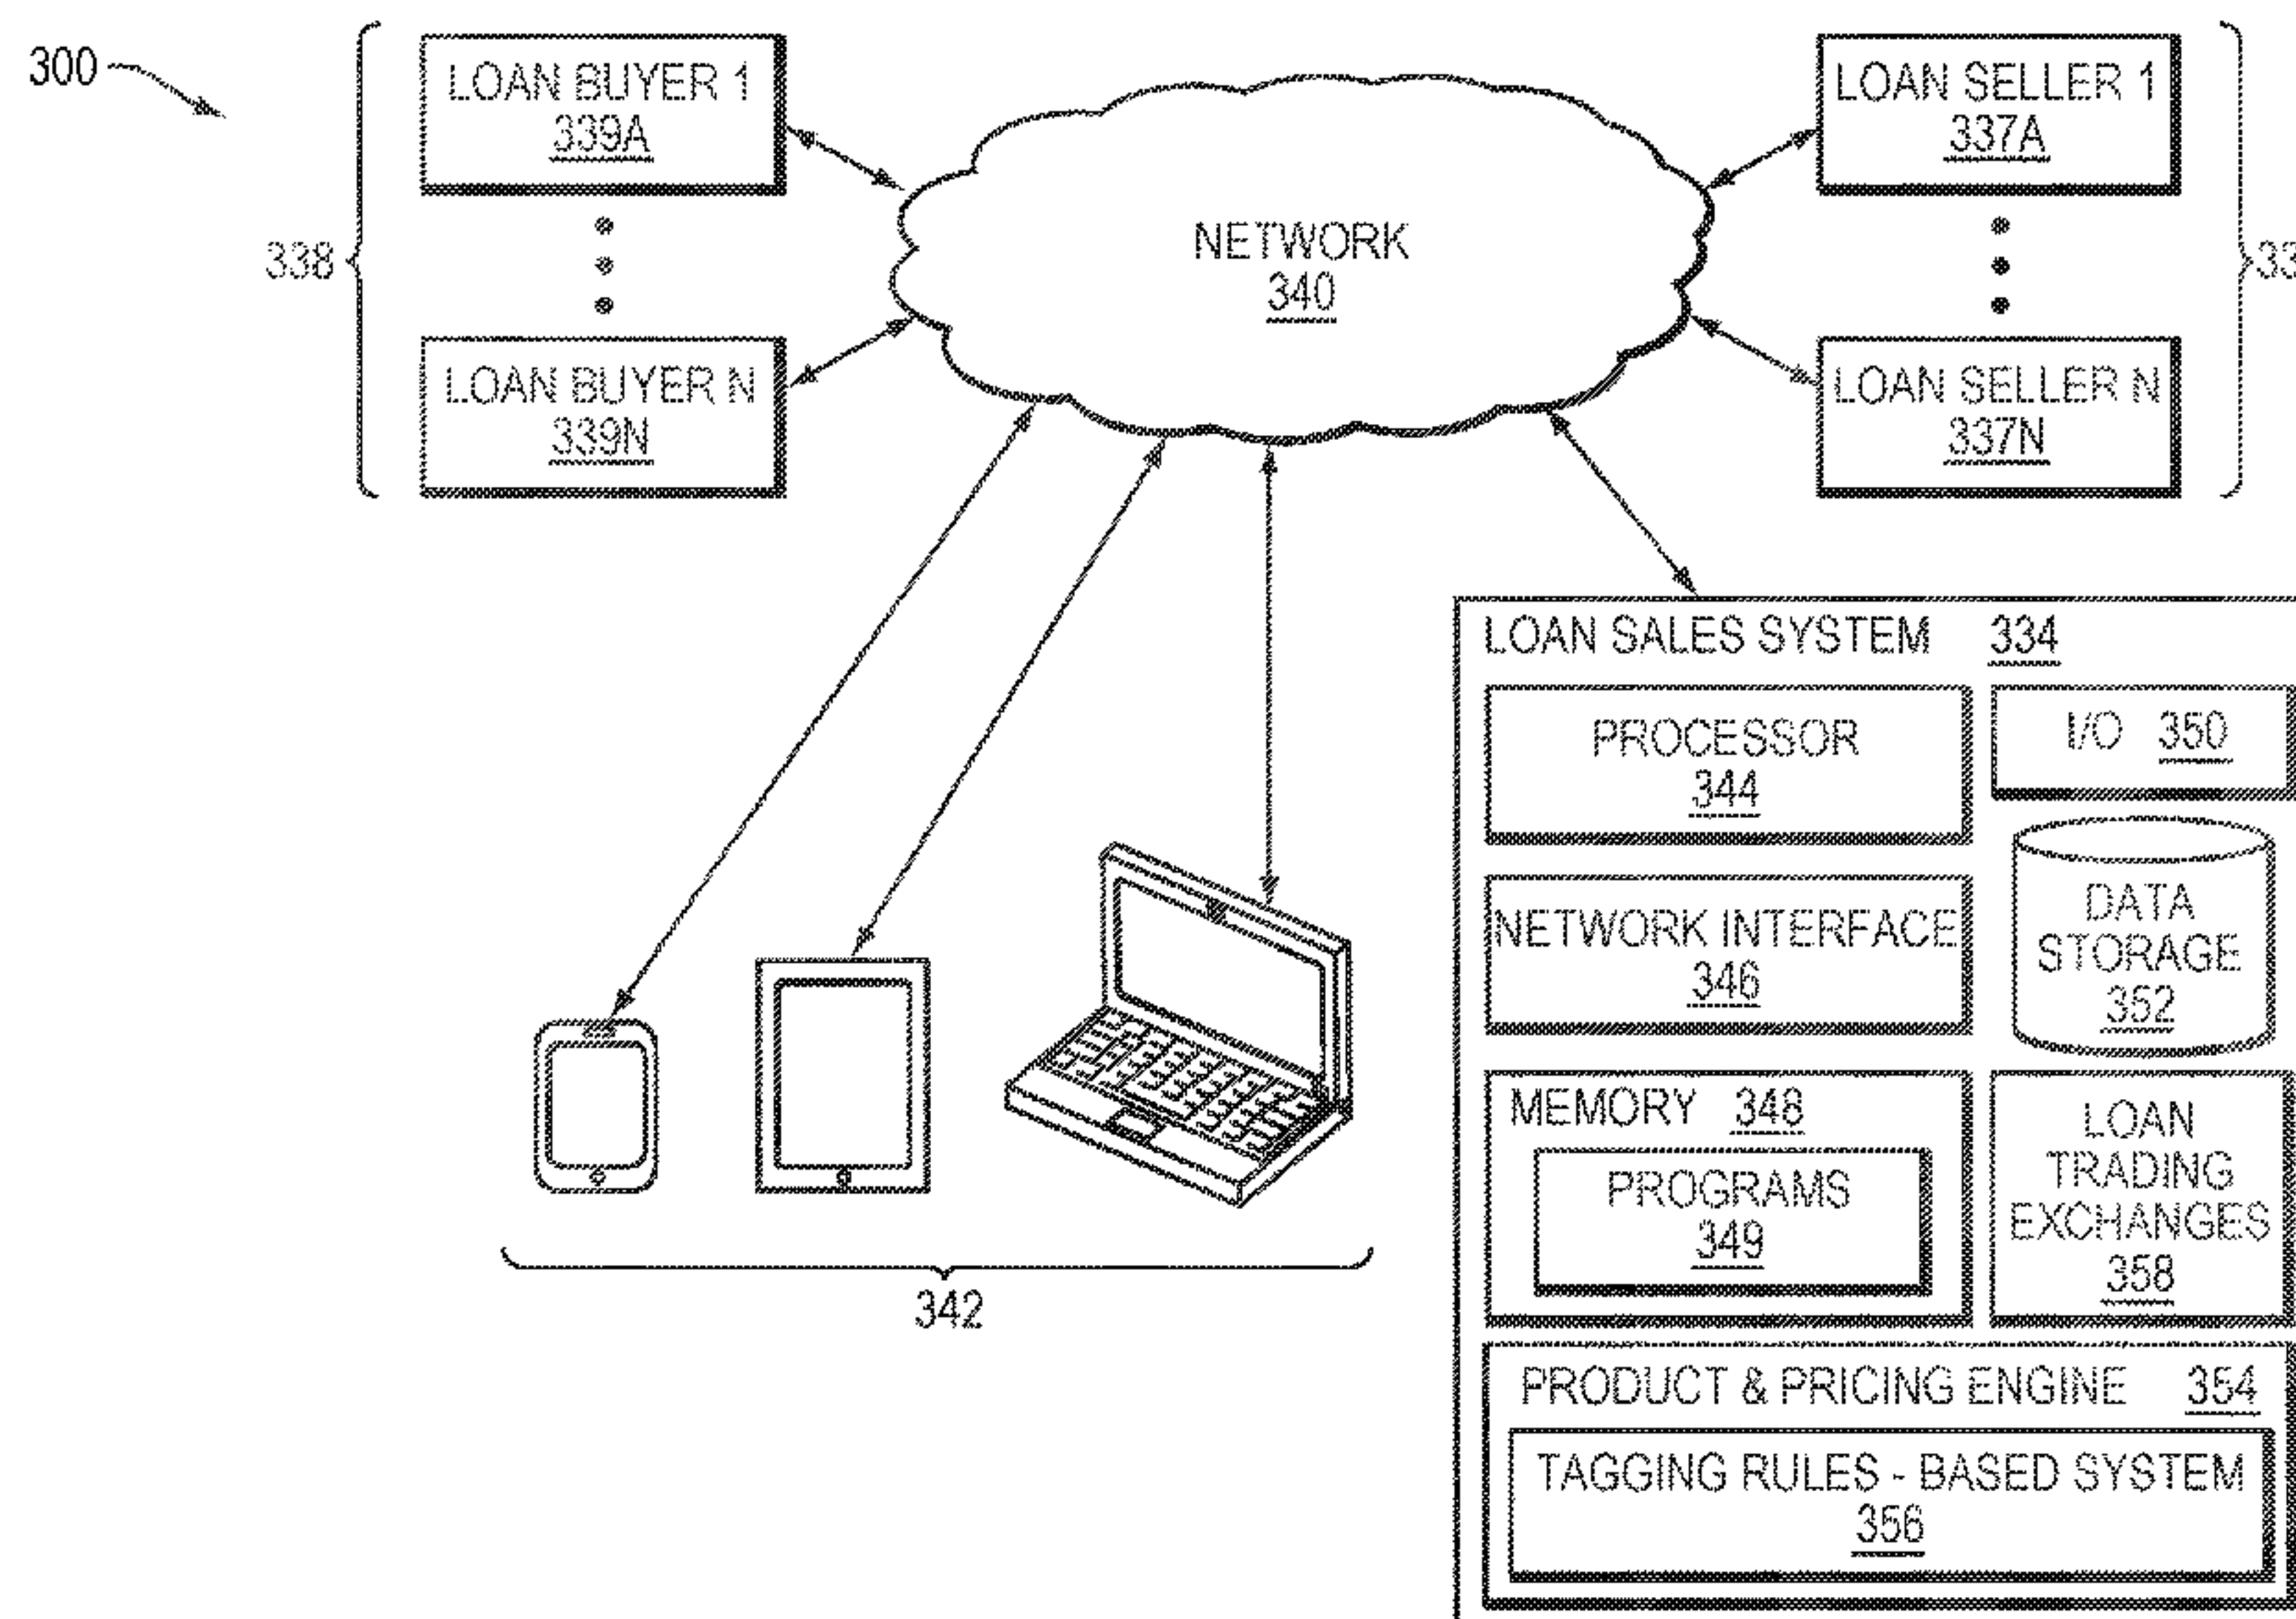 300
LOAN BUYER 1
339A
LOAN BUYER N
339N
338
NETWORK
340
LOAN SELLER 1
337A
LOAN SELLER N
337N
342
LOAN SALES SYSTEM 334
PROCESSOR
344
I/O 350
NETWORK INTERFACE
346
DATA
STORAGE
352
MEMORY 348
PROGRAMS
349
LOAN
TRADING
EXCHANGES
358
PRODUCT & PRICING ENGINE 354
TAGGING RULES - BASED SYSTEM
356